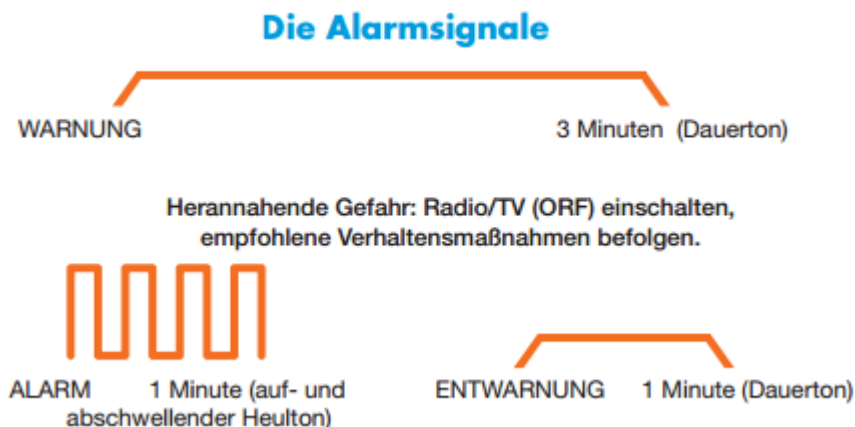 Die Alarmsignale
WARNUNG 3 Minuten (Dauerton)
Herannahende Gefahr: Radio/TV (ORF) einschalten,
empfohlene Verhaltensmaßnahmen befolgen.
ALARM 1 Minute (auf- und
abschwellender Heulton)
ENTWARNUNG 1 Minute (Dauerton)